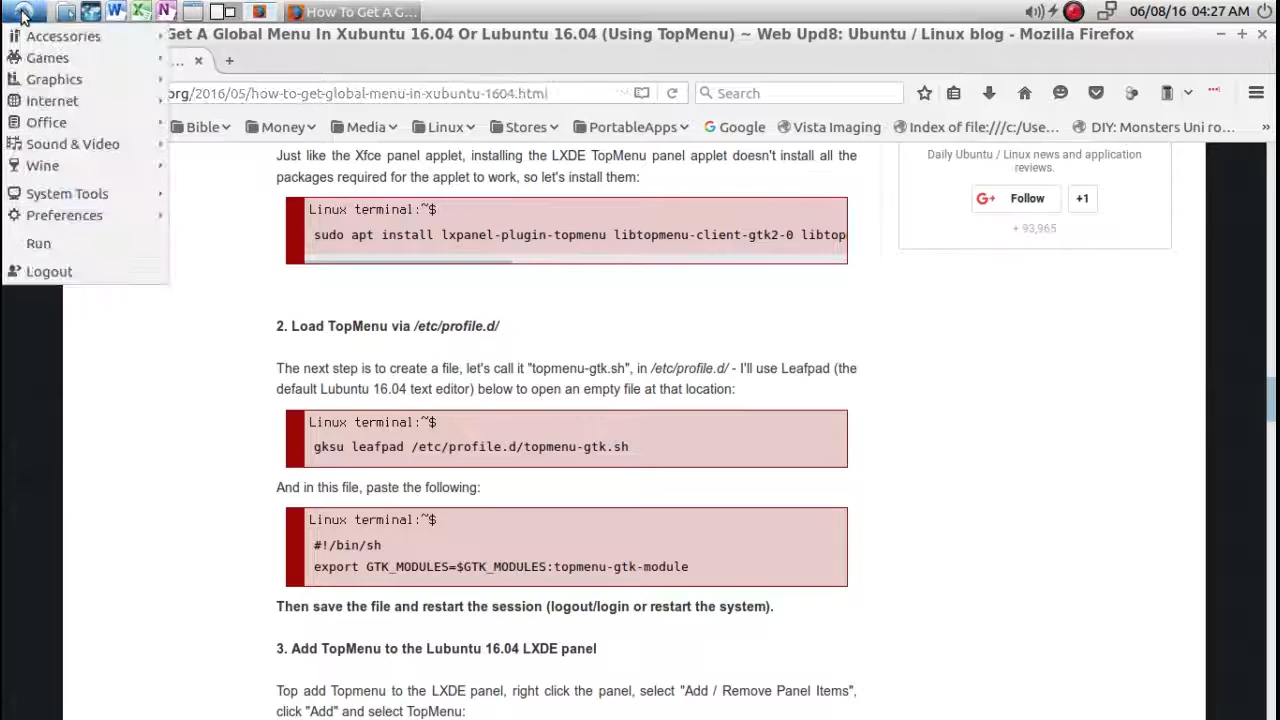 How To Get A G...
06/08/16 04:27 AM
Get A Global Menu In Xubuntu 16.04 Or Lubuntu 16.04 (Using TopMenu) ~ Web Upd8: Ubuntu / Linux blog - Mozilla Firefox
Accessories
Games
Graphics
Internet
Office
Sound & Video
Wine
System Tools
Preferences
Run
Logout
... × +
org/2016/05/how-to-get-global-menu-in-xubuntu-1604.html
Search
Bible
Money
Media
Linux
Stores
PortableApps
Google
Vista Imaging
Index of file:///c:/Use...
DIY: Monsters Uni ro...
»
Just like the Xfce panel applet, installing the LXDE TopMenu panel applet doesn't install all the
packages required for the applet to work, so let's install them:
Linux terminal:~$
sudo apt install lxpanel-plugin-topmenu libtopmenu-client-gtk2-0 libtop
2. Load TopMenu via /etc/profile.d/
The next step is to create a file, let's call it "topmenu-gtk.sh", in /etc/profile.d/ - I'll use Leafpad (the
default Lubuntu 16.04 text editor) below to open an empty file at that location:
Linux terminal:~$
gksu leafpad /etc/profile.d/topmenu-gtk.sh
And in this file, paste the following:
Linux terminal:~$
#!/bin/sh
export GTK_MODULES=$GTK_MODULES:topmenu-gtk-module
Then save the file and restart the session (logout/login or restart the system).
3. Add TopMenu to the Lubuntu 16.04 LXDE panel
Top add Topmenu to the LXDE panel, right click the panel, select "Add / Remove Panel Items",
click "Add" and select TopMenu:
Daily Ubuntu / Linux news and application
reviews.
G+ Follow +1
+ 93,965